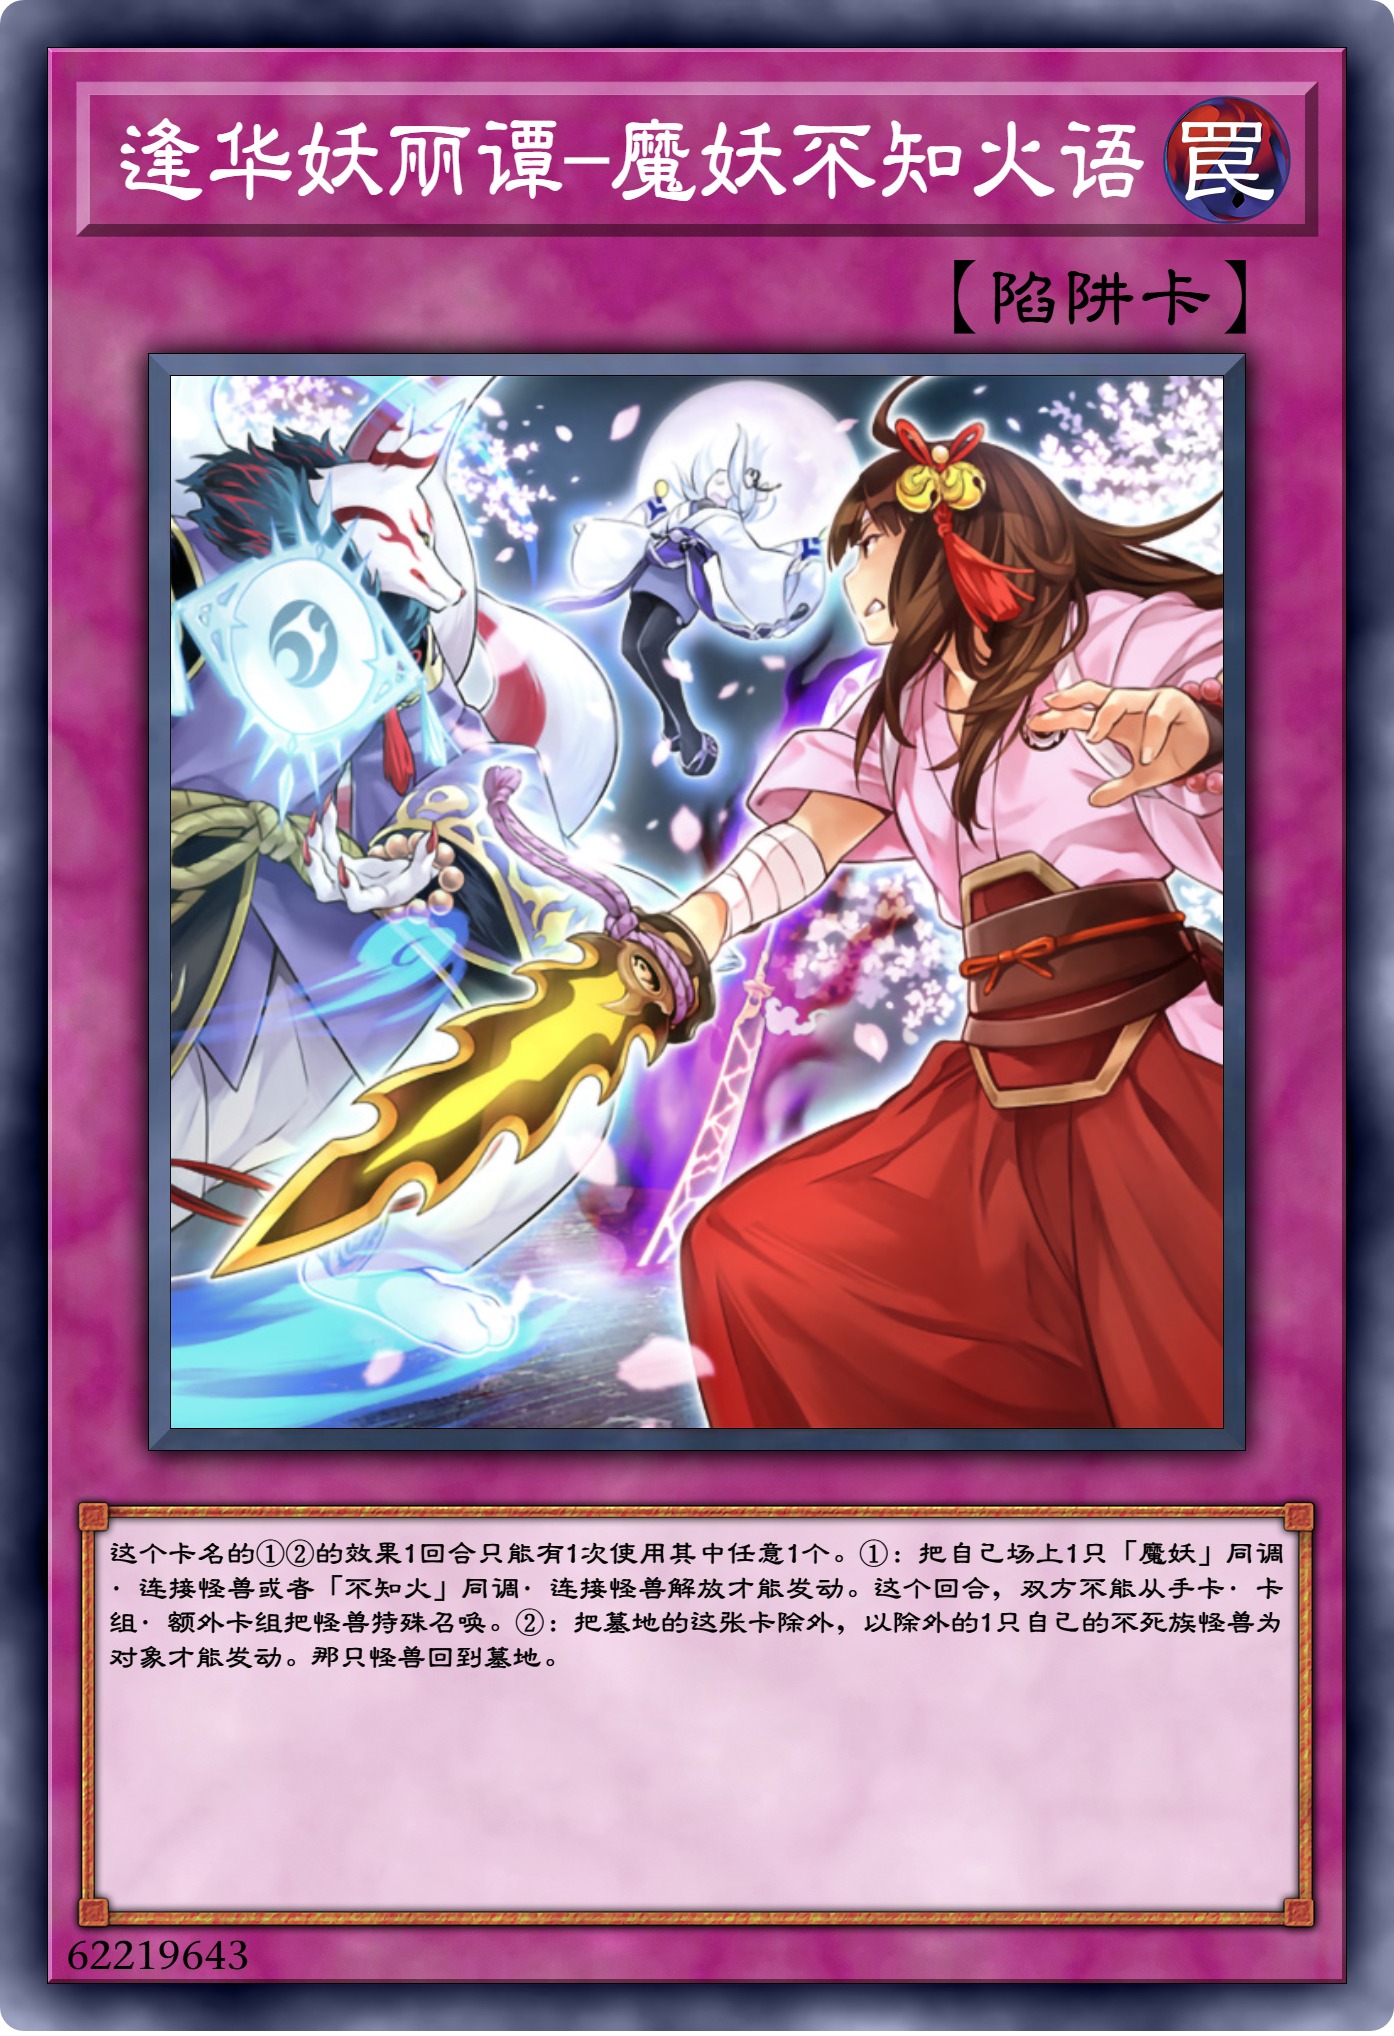 逢华妖丽谭-魔妖不知火语 罠
【陷阱卡】
这个卡名的①②的效果1回合只能有1次使用其中任意1个。①：把自己场上1只「魔妖」同调
·连接怪兽或者「不知火」同调·连接怪兽解放才能发动。这个回合，双方不能从手卡·卡
组·额外卡组把怪兽特殊召唤。②：把墓地的这张卡除外，以除外的1只自己的不死族怪兽为
对象才能发动。那只怪兽回到墓地。
62219643